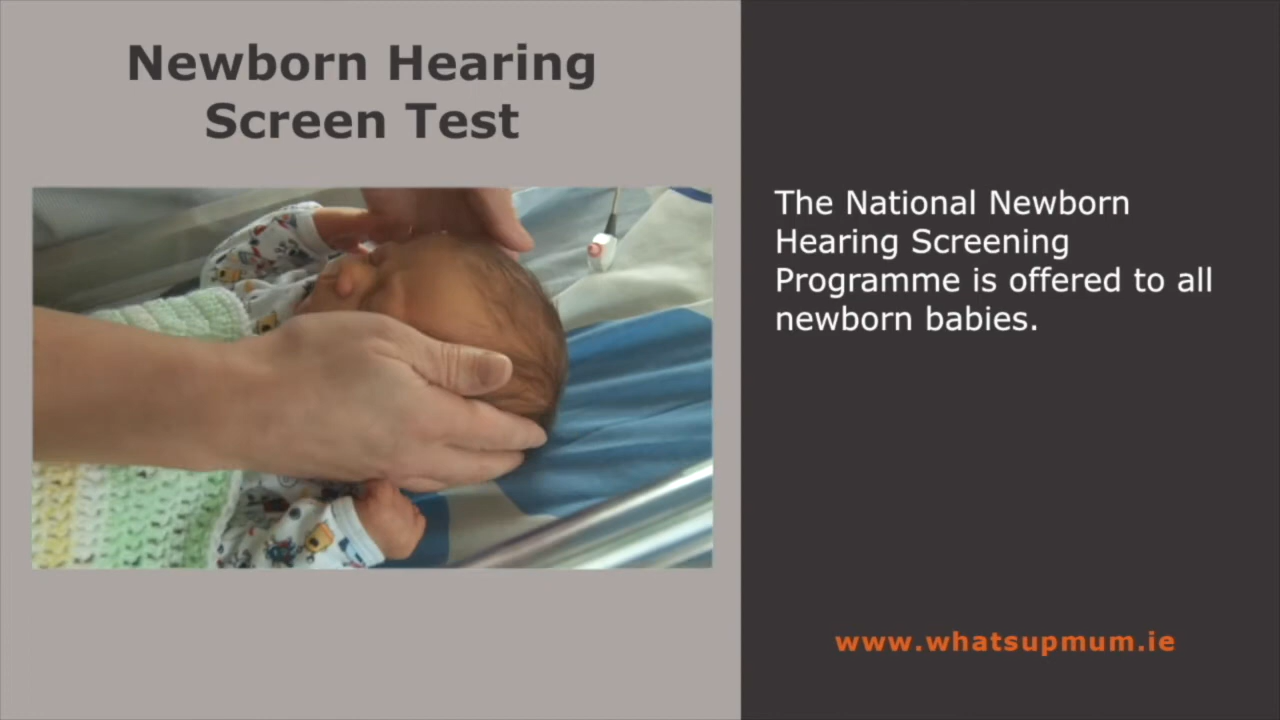 Newborn Hearing
Screen Test
The National Newborn
Hearing Screening
Programme is offered to all
newborn babies.
www.whatsupmum.ie